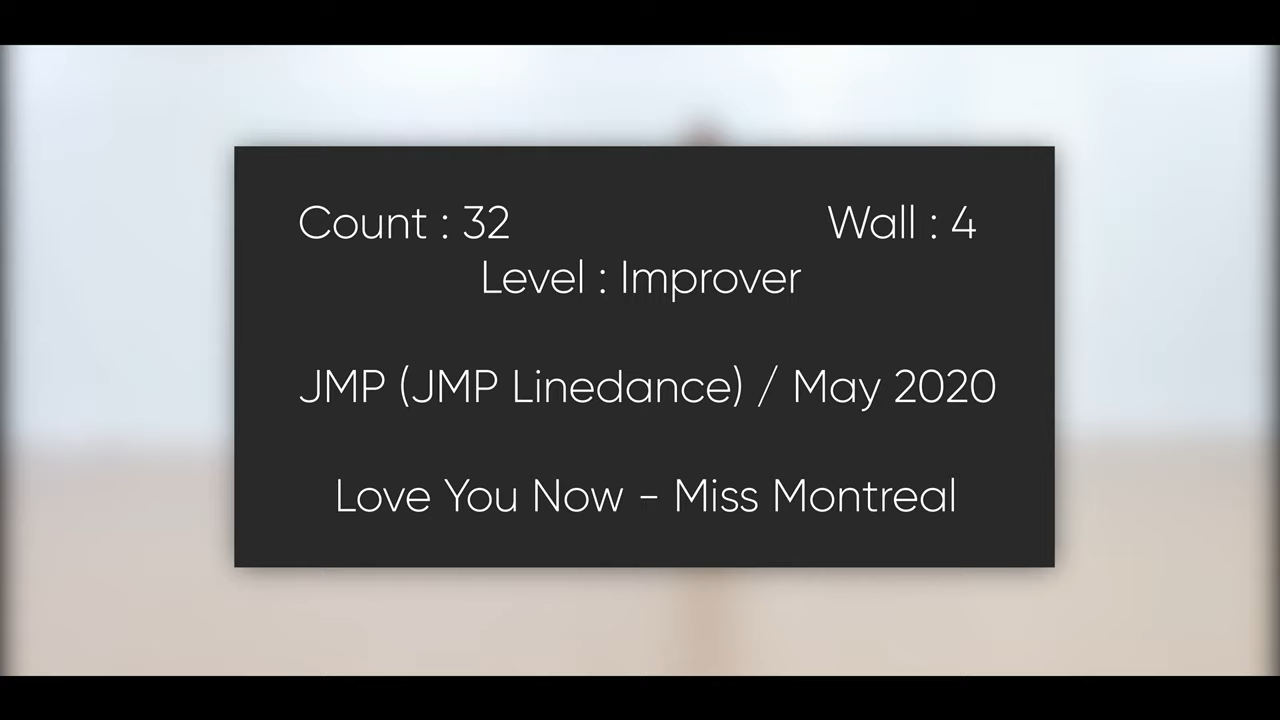 Count : 32 Wall : 4
Level : Improver
JMP (JMP Linedance) / May 2020
Love You Now - Miss Montreal